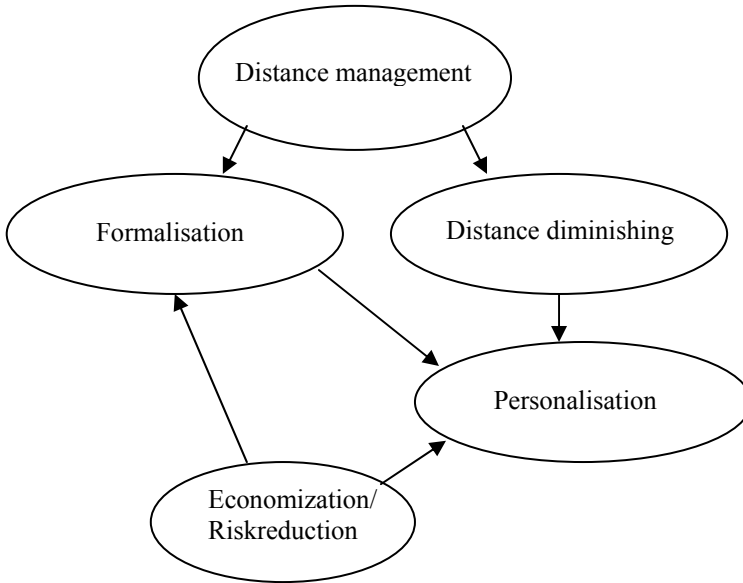 Distance management
Formalisation
Distance diminishing
Personalisation
Economization/
Riskreduction